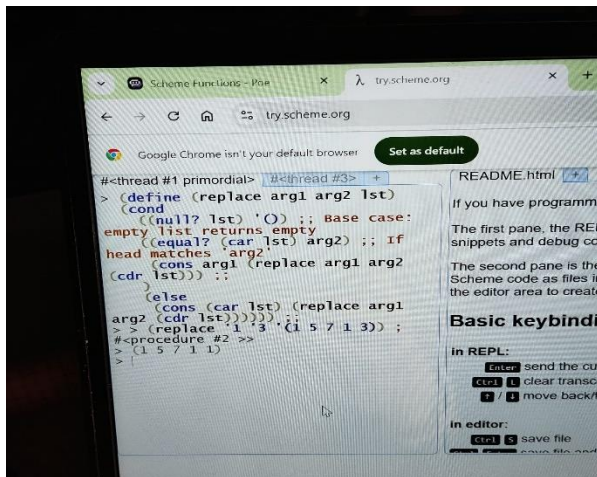 Scheme Functions - Poe
try.scheme.org
try.scheme.org
Google Chrome isn't your default browser
Set as default
#<thread #1 primordial>
#<thread #3>
+
> (define (replace arg1 arg2 lst)
(cond
((null? lst) '()) ;; Base case:
empty list returns empty
((equal? (car lst) arg2) ;; If
head matches 'arg2'
(cons arg1 (replace arg1 arg2
(cdr lst))) ;;
)
(else
(cons (car lst) (replace arg1
arg2 (cdr lst)))))) ;;
> > (replace '1 '3 '(1 5 7 1 3)) ;
#<procedure #2 >>
> (1 5 7 1 1)
>
README.html
+
If you have programm
The first pane, the RE
snippets and debug co
The second pane is the
Scheme code as files i
the editor area to creat
Basic keybindi
in REPL:
Enter send the cu
Ctrl L clear transc
↑ / ↓ move back/
in editor:
Ctrl S save file
save file and